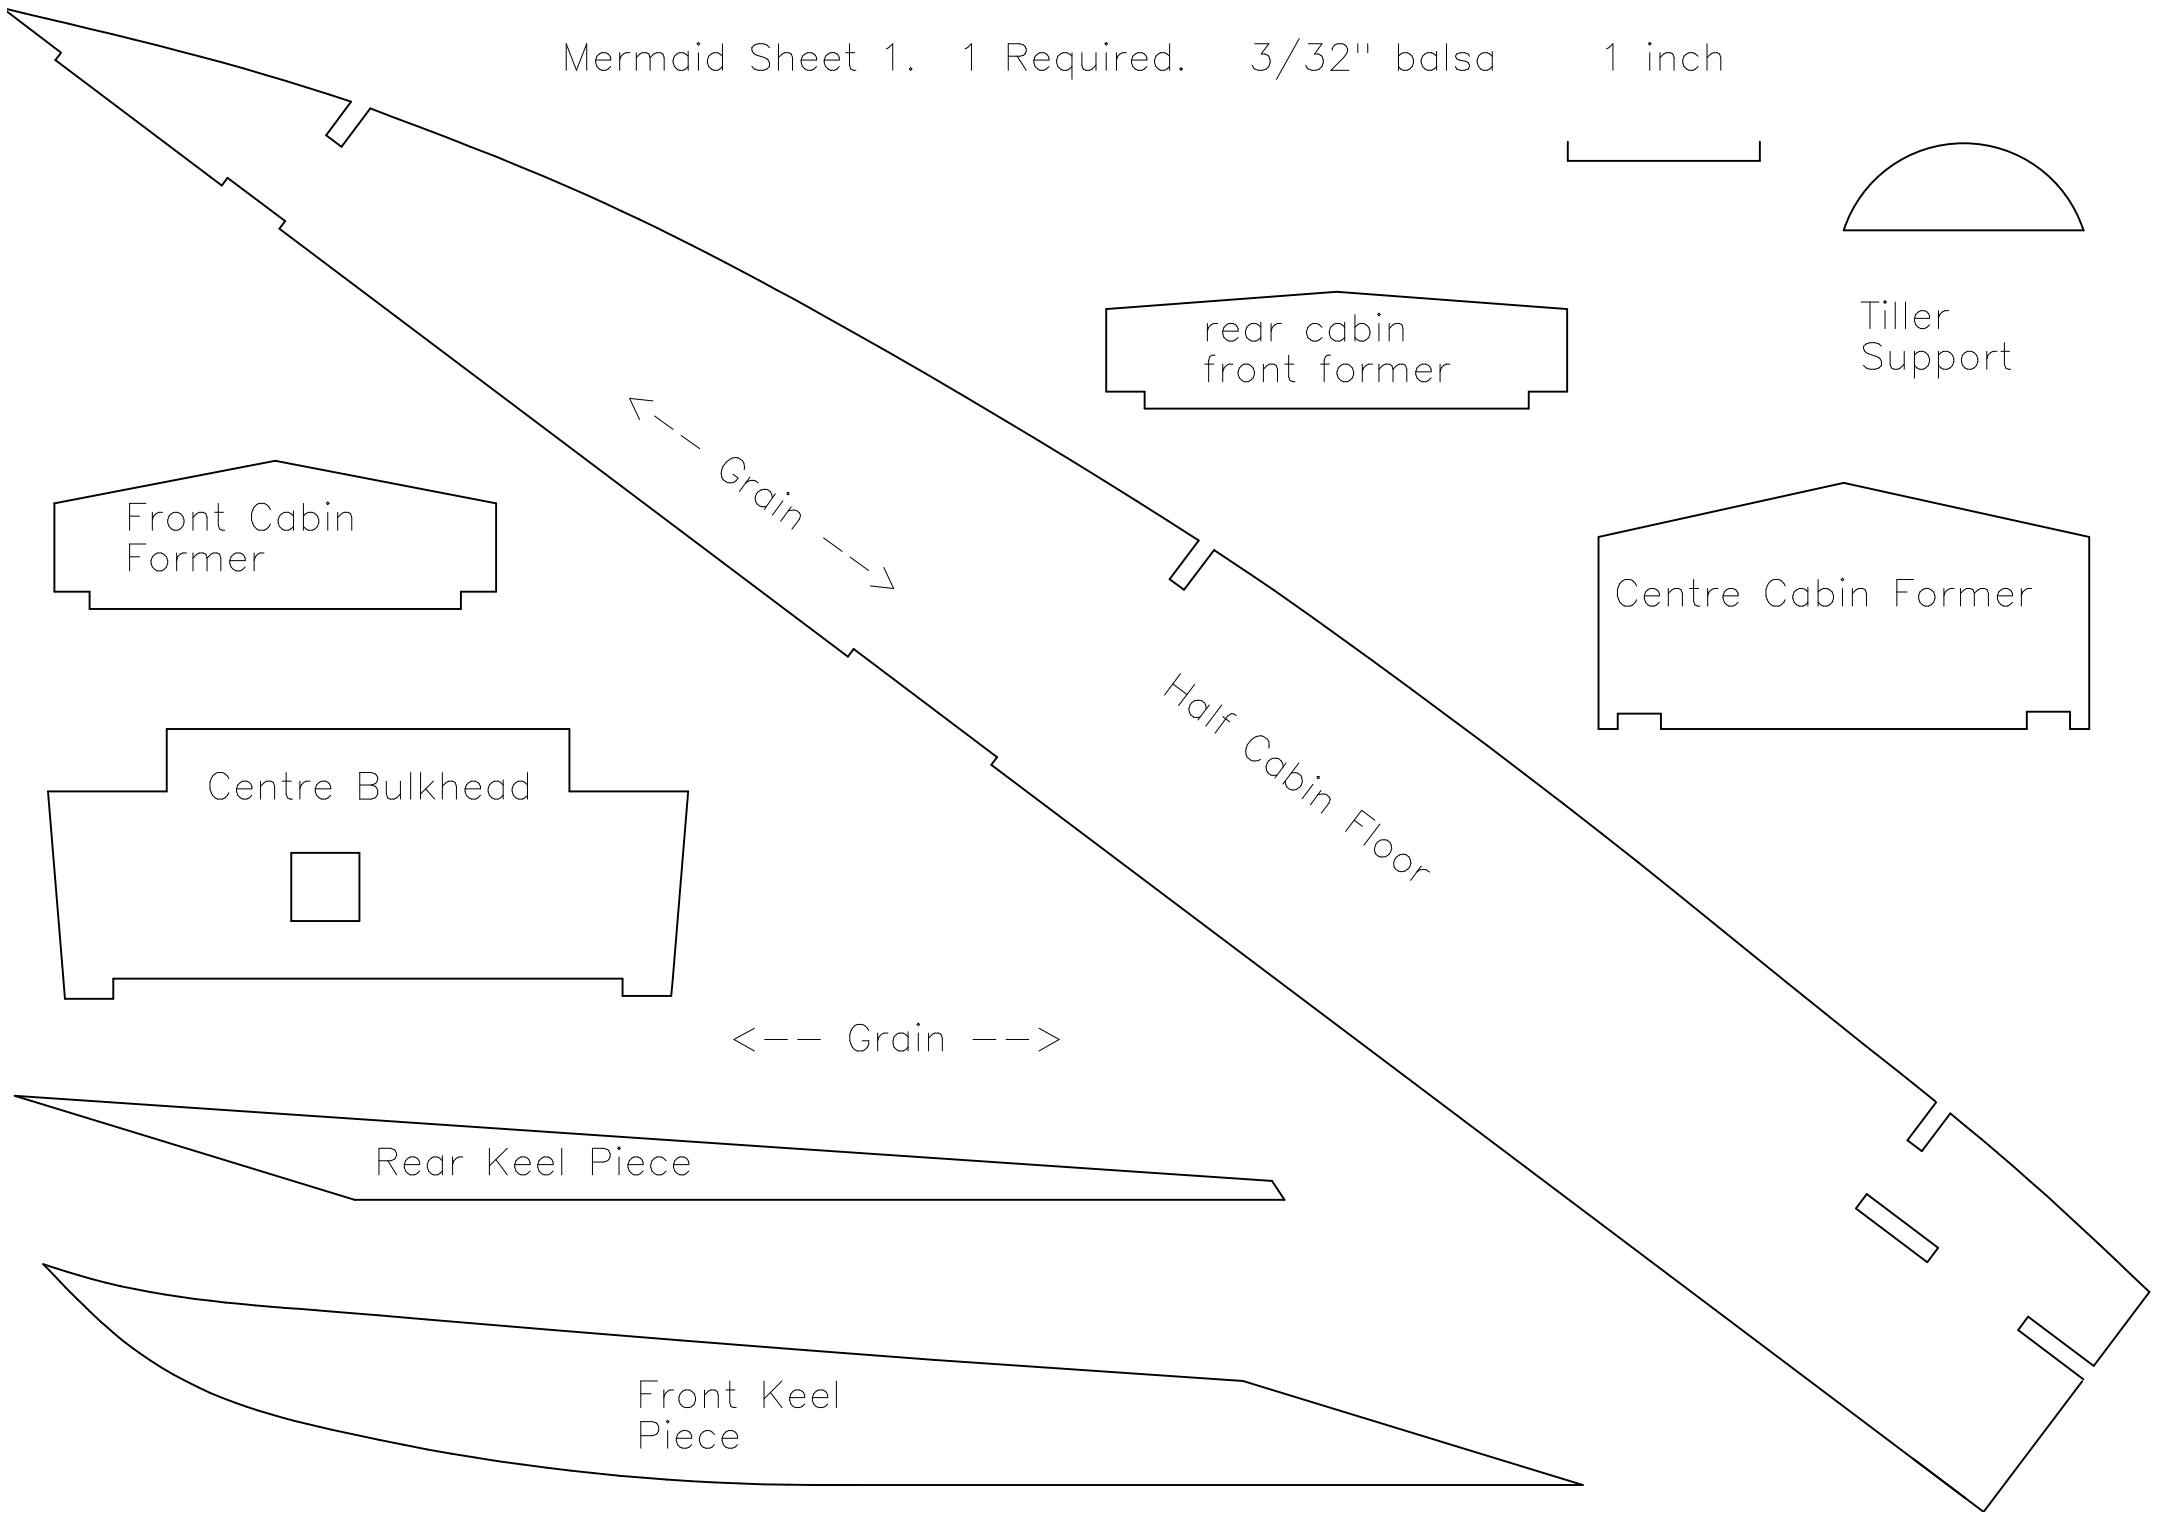 Mermaid Sheet 1. 1 Required. 3/32" balsa 1 inch
Tiller
Support
rear cabin
front former
<-- Grain -->
Front Cabin
Former
Centre Cabin Former
Half Cabin Floor
Centre Bulkhead
<-- Grain -->
Rear Keel Piece
Front Keel
Piece